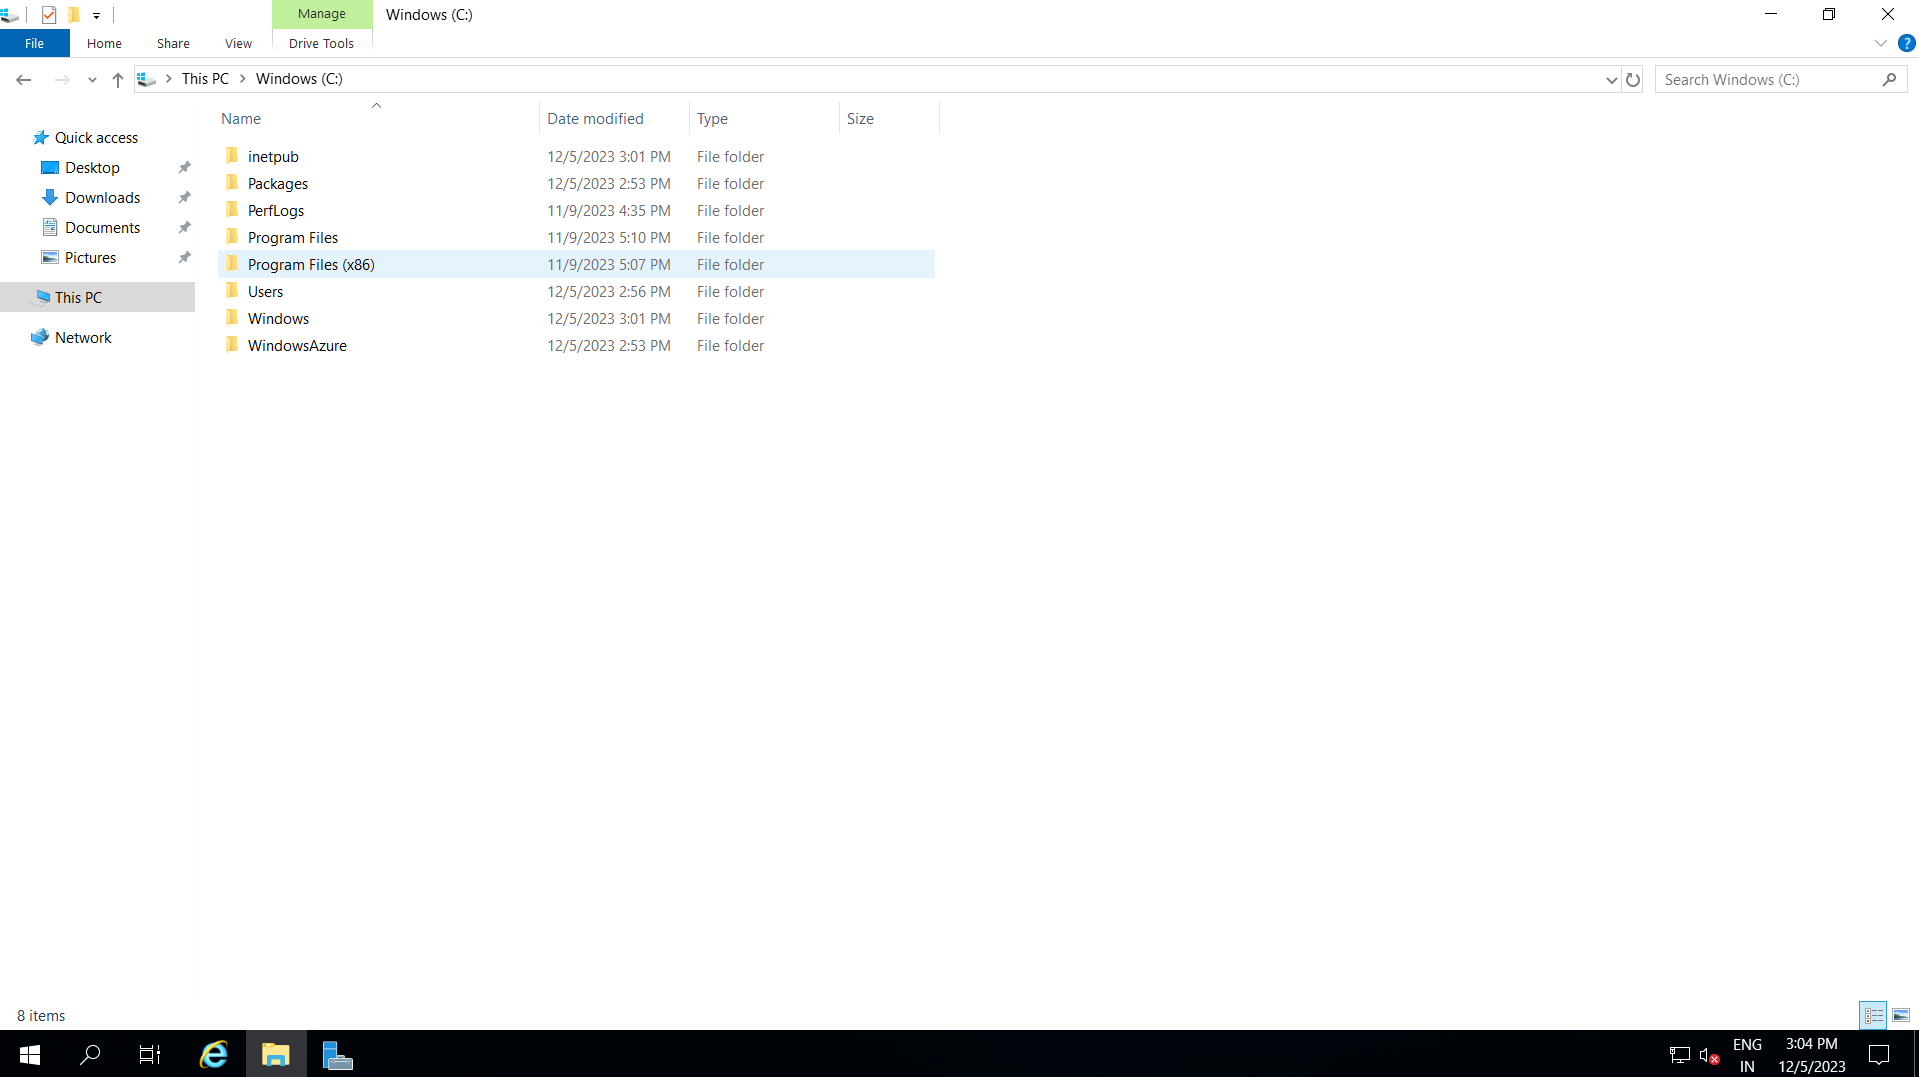 Manage
Windows (C:)
File
Home
Share
View
Drive Tools
?
This PC > Windows (C:)
Search Windows (C:)
Name
Date modified
Type
Size
Quick access
Desktop
Downloads
Documents
Pictures
This PC
Network
inetpub 12/5/2023 3:01 PM File folder
Packages 12/5/2023 2:53 PM File folder
PerfLogs 11/9/2023 4:35 PM File folder
Program Files 11/9/2023 5:10 PM File folder
Program Files (x86) 11/9/2023 5:07 PM File folder
Users 12/5/2023 2:56 PM File folder
Windows 12/5/2023 3:01 PM File folder
WindowsAzure 12/5/2023 2:53 PM File folder
8 items
ENG
IN
3:04 PM
12/5/2023